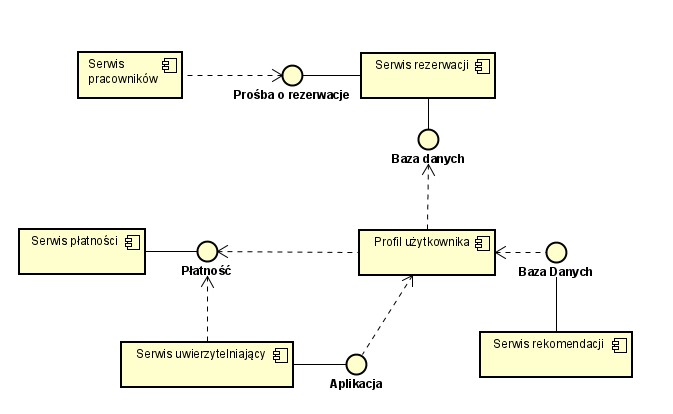 Serwis
pracowników
Serwis rezerwacji
Prośba o rezerwacje
Baza danych
Serwis płatności
Profil użytkownika
Płatność
Baza Danych
Serwis uwierzytelniający
Serwis rekomendacji
Aplikacja